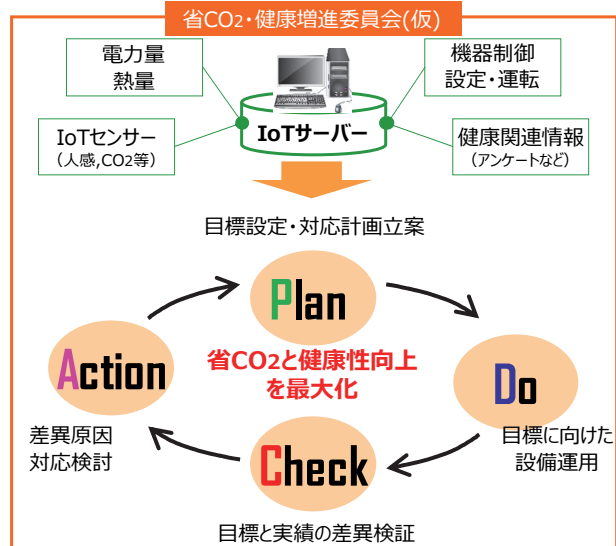 省CO2・健康増進委員会(仮)
電力量
熱量
機器制御
設定・運転
IoTセンサー
(人感,CO2等)
IoTサーバー
健康関連情報
(アンケートなど)
目標設定・対応計画立案
Plan
省CO2と健康性向上
を最大化
Action
Do
差異原因
対応検討
目標に向けた
設備運用
Check
目標と実績の差異検証